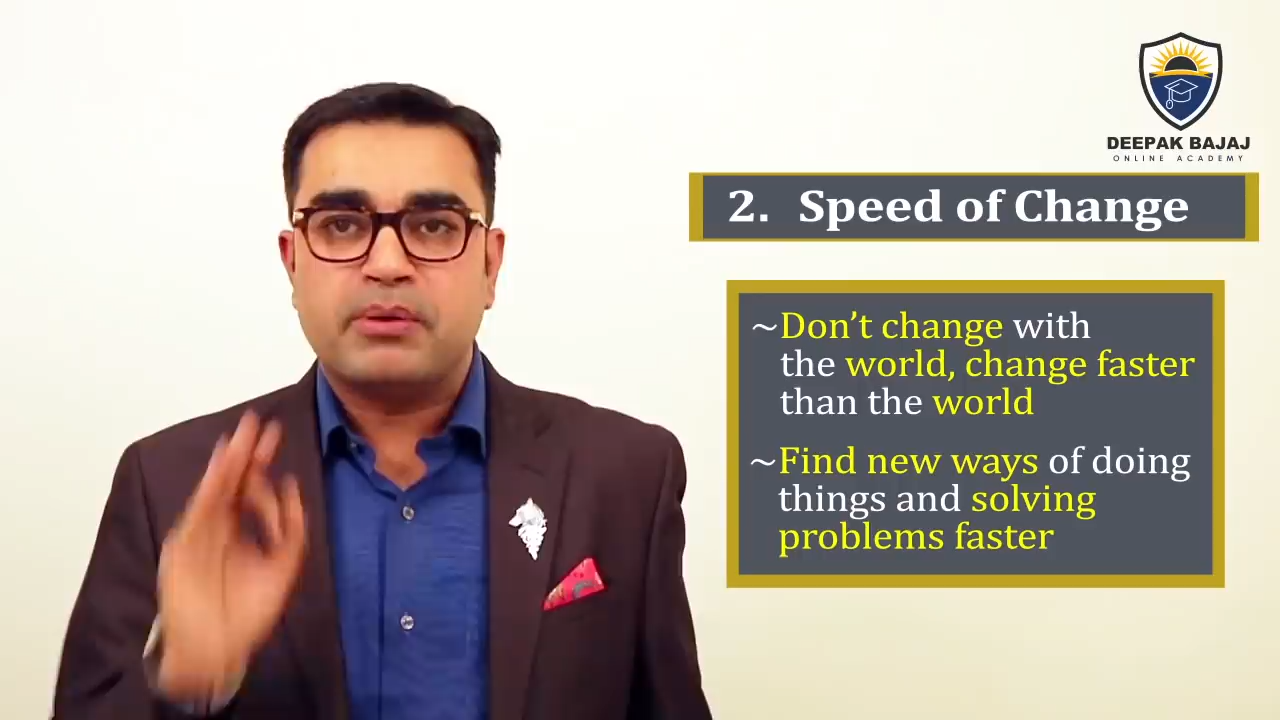 DEEPAK BAJAJ
ONLINE ACADEMY
2. Speed of Change
~Don't change with
the world, change faster
than the world
~Find new ways of doing
things and solving
problems faster